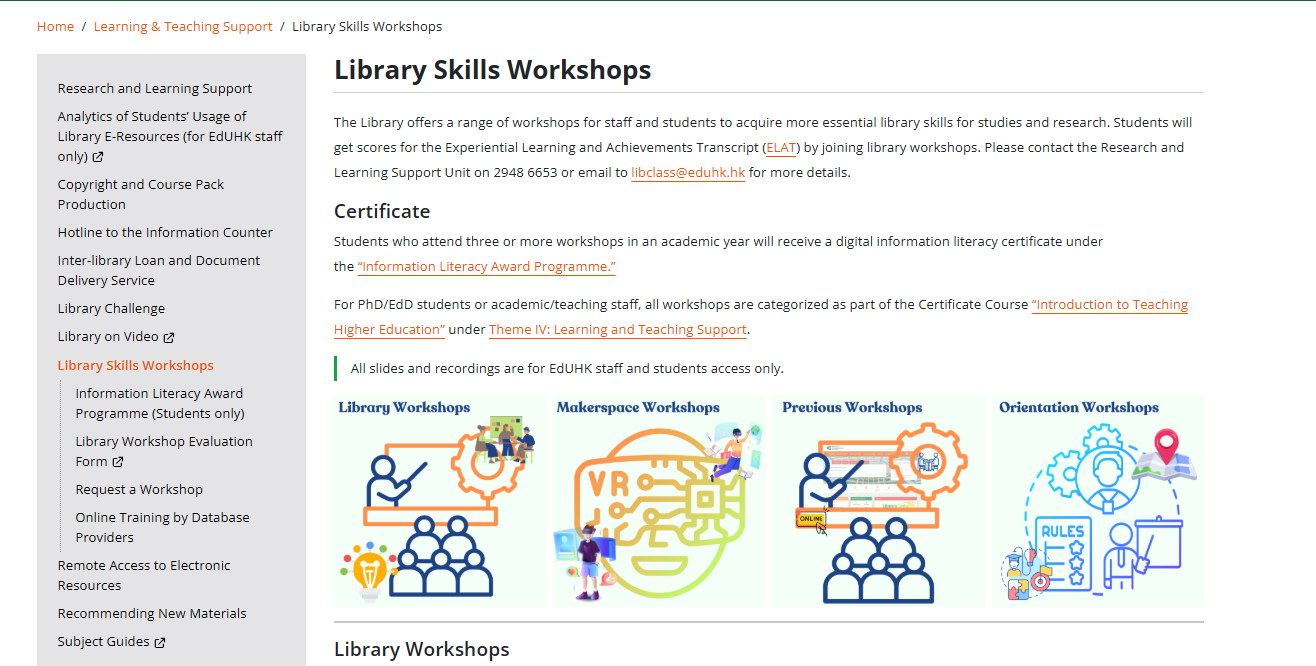 Home / Learning & Teaching Support / Library Skills Workshops
Research and Learning Support
Analytics of Students’ Usage of
Library E-Resources (for EdUHK staff
only)
Copyright and Course Pack
Production
Hotline to the Information Counter
Inter-library Loan and Document
Delivery Service
Library Challenge
Library on Video
Library Skills Workshops
Information Literacy Award
Programme (Students only)
Library Workshop Evaluation
Form
Request a Workshop
Online Training by Database
Providers
Remote Access to Electronic
Resources
Recommending New Materials
Subject Guides
Library Skills Workshops
The Library offers a range of workshops for staff and students to acquire more essential library skills for studies and research. Students will
get scores for the Experiential Learning and Achievements Transcript (ELAT) by joining library workshops. Please contact the Research and
Learning Support Unit on 2948 6653 or email to libclass@eduhk.hk for more details.
Certificate
Students who attend three or more workshops in an academic year will receive a digital information literacy certificate under
the “Information Literacy Award Programme.”
For PhD/EdD students or academic/teaching staff, all workshops are categorized as part of the Certificate Course “Introduction to Teaching
Higher Education” under Theme IV: Learning and Teaching Support.
All slides and recordings are for EdUHK staff and students access only.
Library Workshops
Makerspace Workshops
VR
Previous Workshops
ONLINE
Orientation Workshops
RULES
Library Workshops